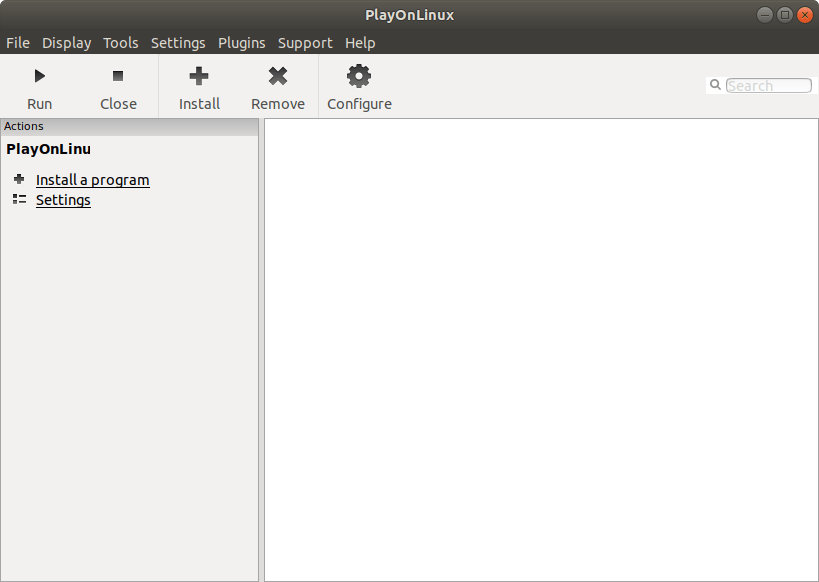 PlayOnLinux
File Display Tools Settings Plugins Support Help
Run Close Install Remove Configure Search
Actions
PlayOnLinu
Install a program
Settings